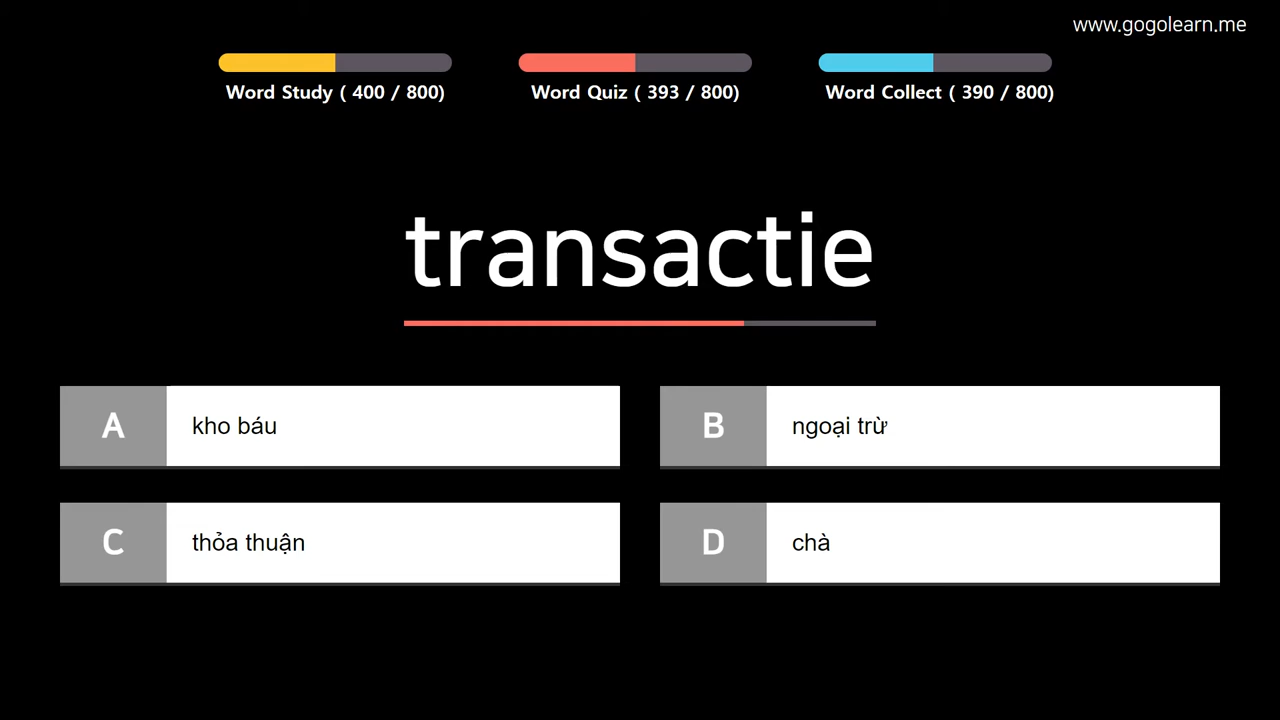 www.gogolearn.me
Word Study ( 400 / 800)
Word Quiz ( 393 / 800)
Word Collect ( 390 / 800)
transactie
A kho báu
B ngoại trừ
C thỏa thuận
D chà